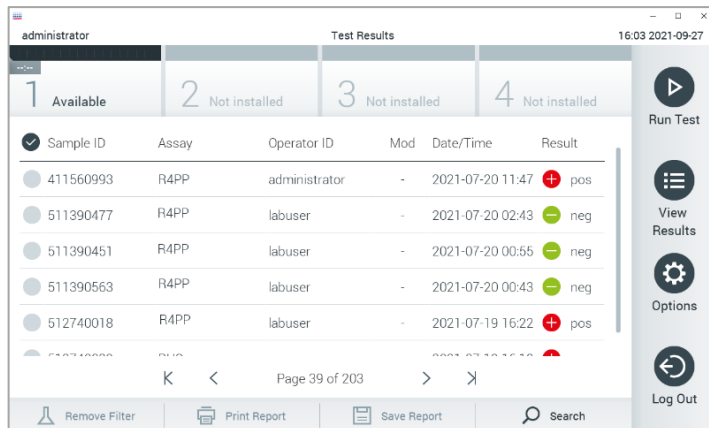 administrator Test Results 16:03 2021-09-27
--:--
1 Available 2 Not installed 3 Not installed 4 Not installed
Run Test
Sample ID Assay Operator ID Mod Date/Time Result
411560993 R4PP administrator - 2021-07-20 11:47 pos
511390477 R4PP labuser - 2021-07-20 02:43 neg
View
Results
511390451 R4PP labuser - 2021-07-20 00:55 neg
511390563 R4PP labuser - 2021-07-20 00:43 neg
Options
512740018 R4PP labuser - 2021-07-19 16:22 pos
Page 39 of 203
Log Out
Remove Filter Print Report Save Report Search